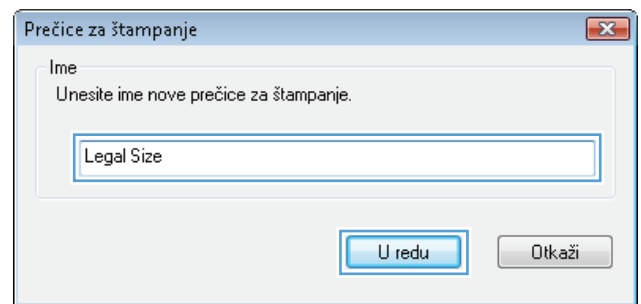 Prečice za štampanje
Ime
Unesite ime nove prečice za štampanje.
Legal Size
U redu
Otkaži